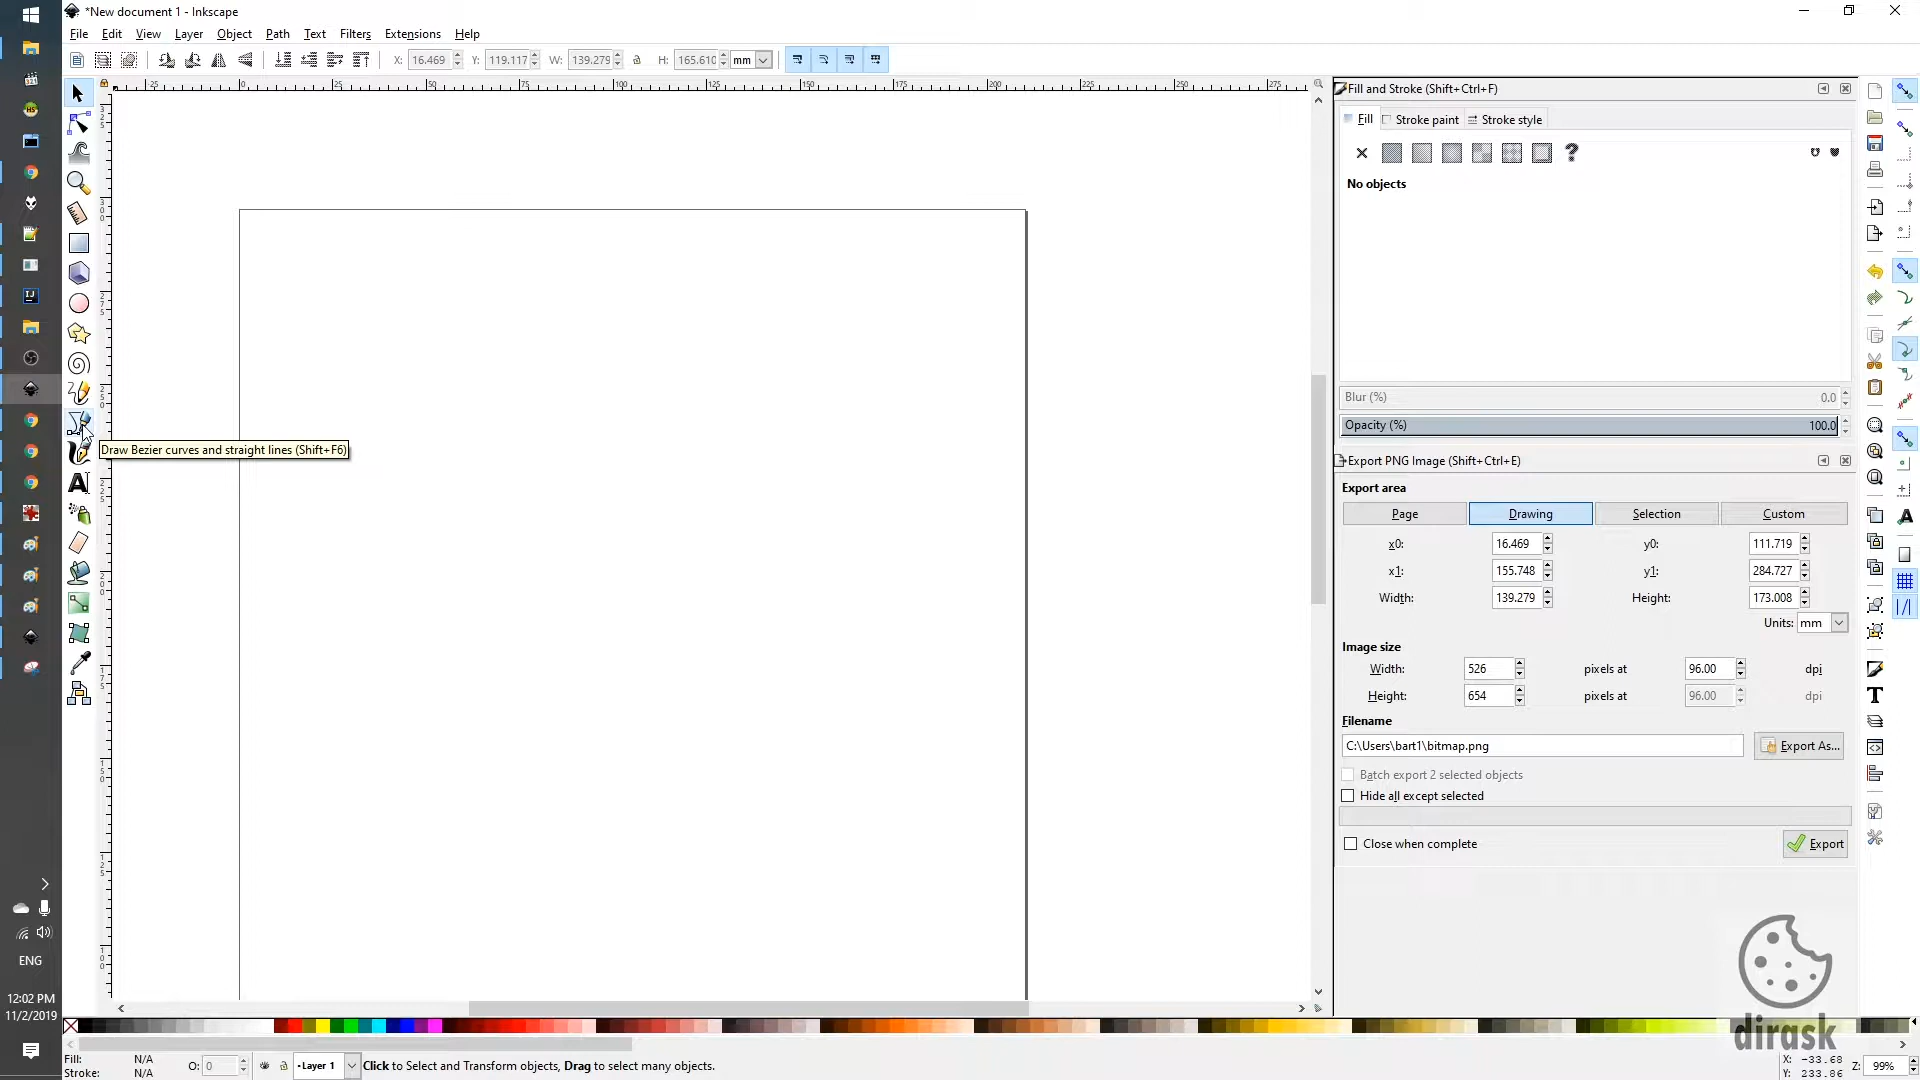 *New document 1 - Inkscape
File Edit View Layer Object Path Text Filters Extensions Help
X: 16.469 Y: 119.117 W: 139.279 H: 165.610 mm
Fill and Stroke (Shift+Ctrl+F)
Fill Stroke paint Stroke style
No objects
Blur (%) 0.0
Opacity (%) 100.0
Draw Bezier curves and straight lines (Shift+F6)
Export PNG Image (Shift+Ctrl+E)
Export area
Page Drawing Selection Custom
x0: 16.469 y0: 111.719
x1: 155.748 y1: 284.727
Width: 139.279 Height: 173.008
Units: mm
Image size
Width: 526 pixels at 96.00 dpi
Height: 654 pixels at 96.00 dpi
Filename
C:\Users\bart1\bitmap.png Export As...
Batch export 2 selected objects
Hide all except selected
Close when complete Export
ENG
12:02 PM
11/2/2019
dirask
Fill: N/A
Stroke: N/A
O: 0
•Layer 1
Click to Select and Transform objects, Drag to select many objects.
X: -33.68
Y: 233.86
Z: 99%